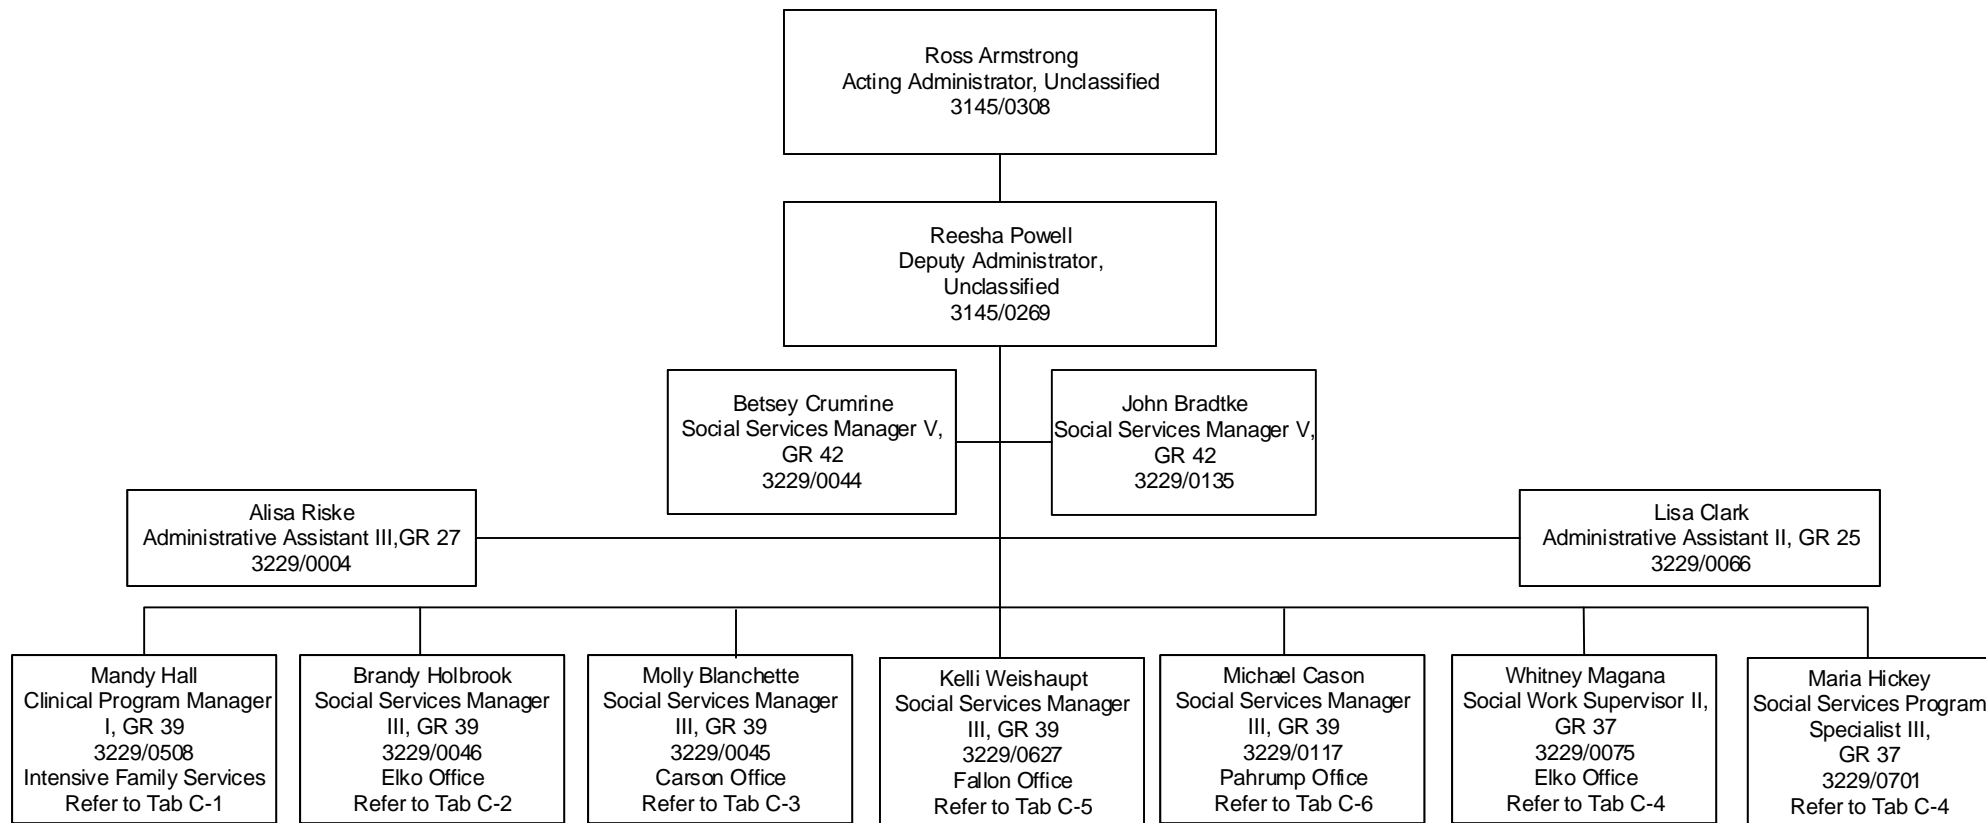 Ross Armstrong
Acting Administrator, Unclassified
3145/0308
Reesha Powell
Deputy Administrator,
Unclassified
3145/0269
Betsey Crumrine
Social Services Manager V,
GR 42
3229/0044
John Bradtke
Social Services Manager V,
GR 42
3229/0135
Alisa Riske
Administrative Assistant III,GR 27
3229/0004
Lisa Clark
Administrative Assistant II, GR 25
3229/0066
Mandy Hall
Clinical Program Manager
I, GR 39
3229/0508
Intensive Family Services
Refer to Tab C-1
Brandy Holbrook
Social Services Manager
III, GR 39
3229/0046
Elko Office
Refer to Tab C-2
Molly Blanchette
Social Services Manager
III, GR 39
3229/0045
Carson Office
Refer to Tab C-3
Kelli Weishaupt
Social Services Manager
III, GR 39
3229/0627
Fallon Office
Refer to Tab C-5
Michael Cason
Social Services Manager
III, GR 39
3229/0117
Pahrump Office
Refer to Tab C-6
Whitney Magana
Social Work Supervisor II,
GR 37
3229/0075
Elko Office
Refer to Tab C-4
Maria Hickey
Social Services Program
Specialist III,
GR 37
3229/0701
Refer to Tab C-4